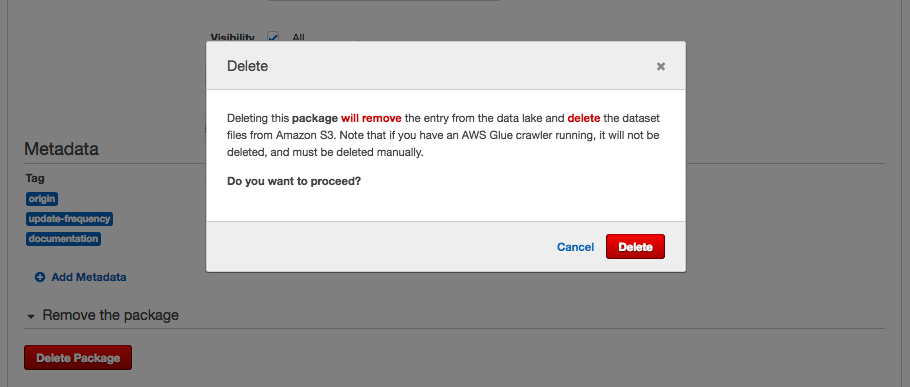 Visibility All
Delete
Deleting this package will remove the entry from the data lake and delete the dataset
files from Amazon S3. Note that if you have an AWS Glue crawler running, it will not be
deleted, and must be deleted manually.
Do you want to proceed?
Cancel Delete
Metadata
Tag
origin
update-frequency
documentation
Add Metadata
Remove the package
Delete Package